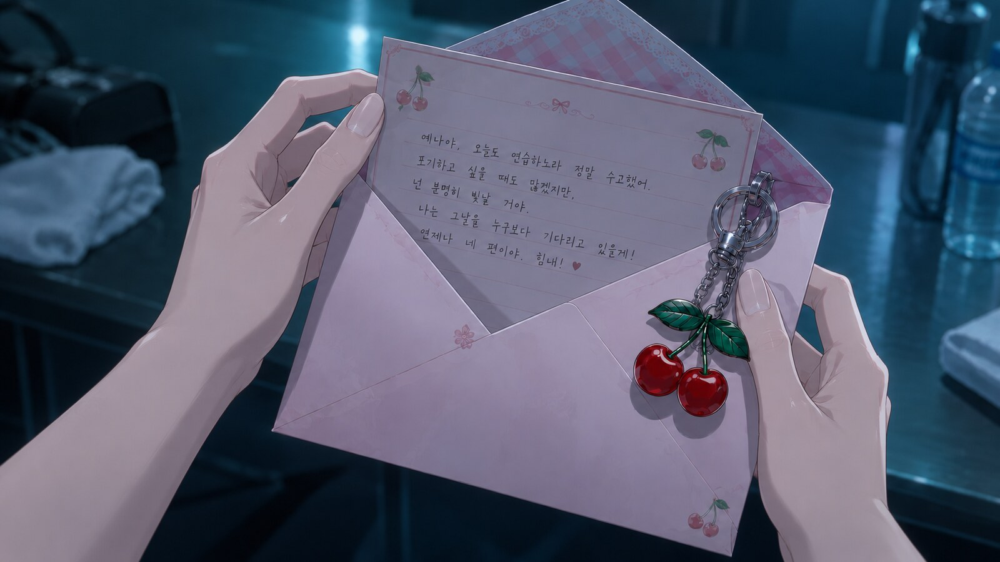 예나야, 오늘도 연습하노라 정말 수고했어.
포기하고 싶을 때도 많겠지만,
넌 분명히 빛날 거야.
나는 그날을 누구보다 기다리고 있을게!
연제나 네 편이야. 힘내! ♥